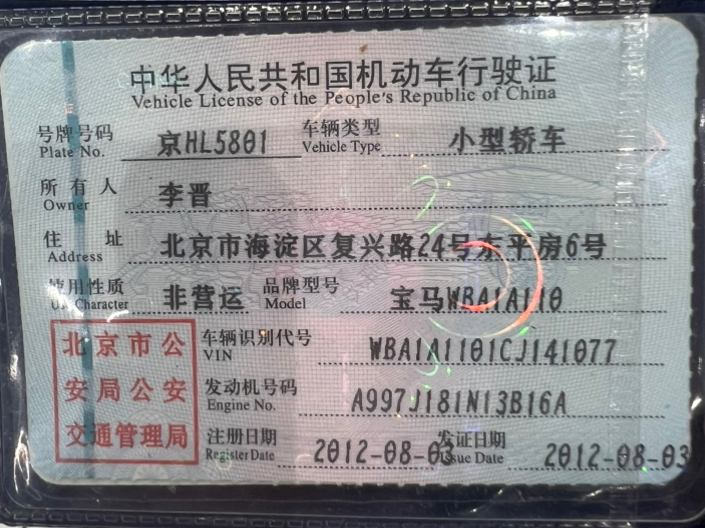 中华人民共和国机动车行驶证
Vehicle License of the People's Republic of China
号牌号码 京HL5801 车辆类型 小型轿车
Plate No. Vehicle Type
所有人 李晋
Owner
住址 北京市海淀区复兴路24号东平房6号
Address
使用性质 非营运 品牌型号 宝马WBA1A110
Use Character Model
北京市公 车辆识别代号 WBA1A1101CJ141077
VIN
安局公安 发动机号码 A997J181N13B16A
Engine No.
交通管理局 注册日期 2012-08-03 发证日期 2012-08-03
Register Date Issue Date